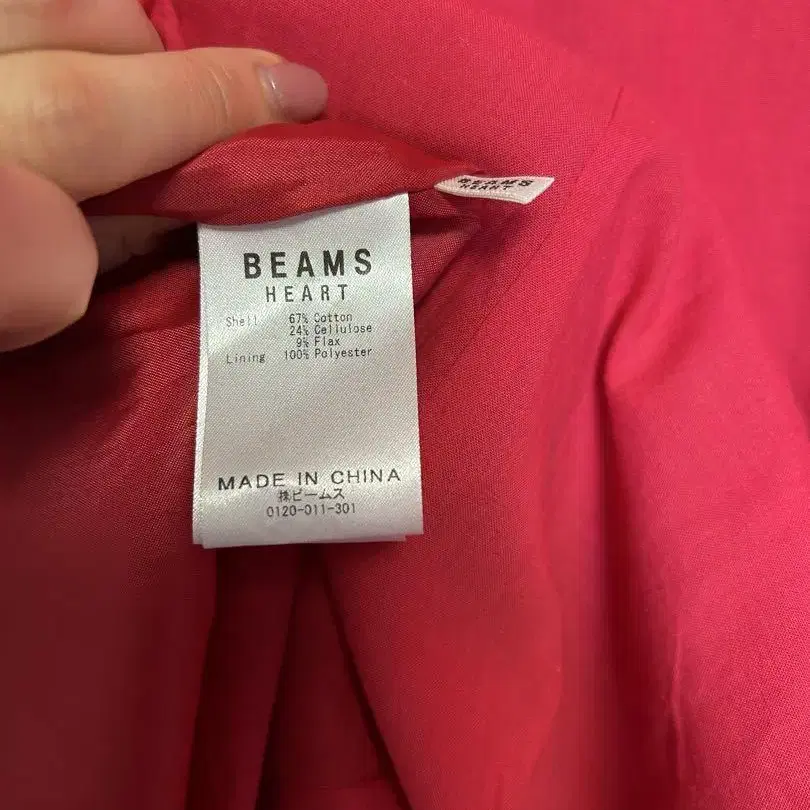 BEAMS
HEART
BEAMS
HEART
Shell 67% Cotton
24% Cellulose
9% Flax
Lining 100% Polyester
MADE IN CHINA
㈱ビームス
0120-011-301